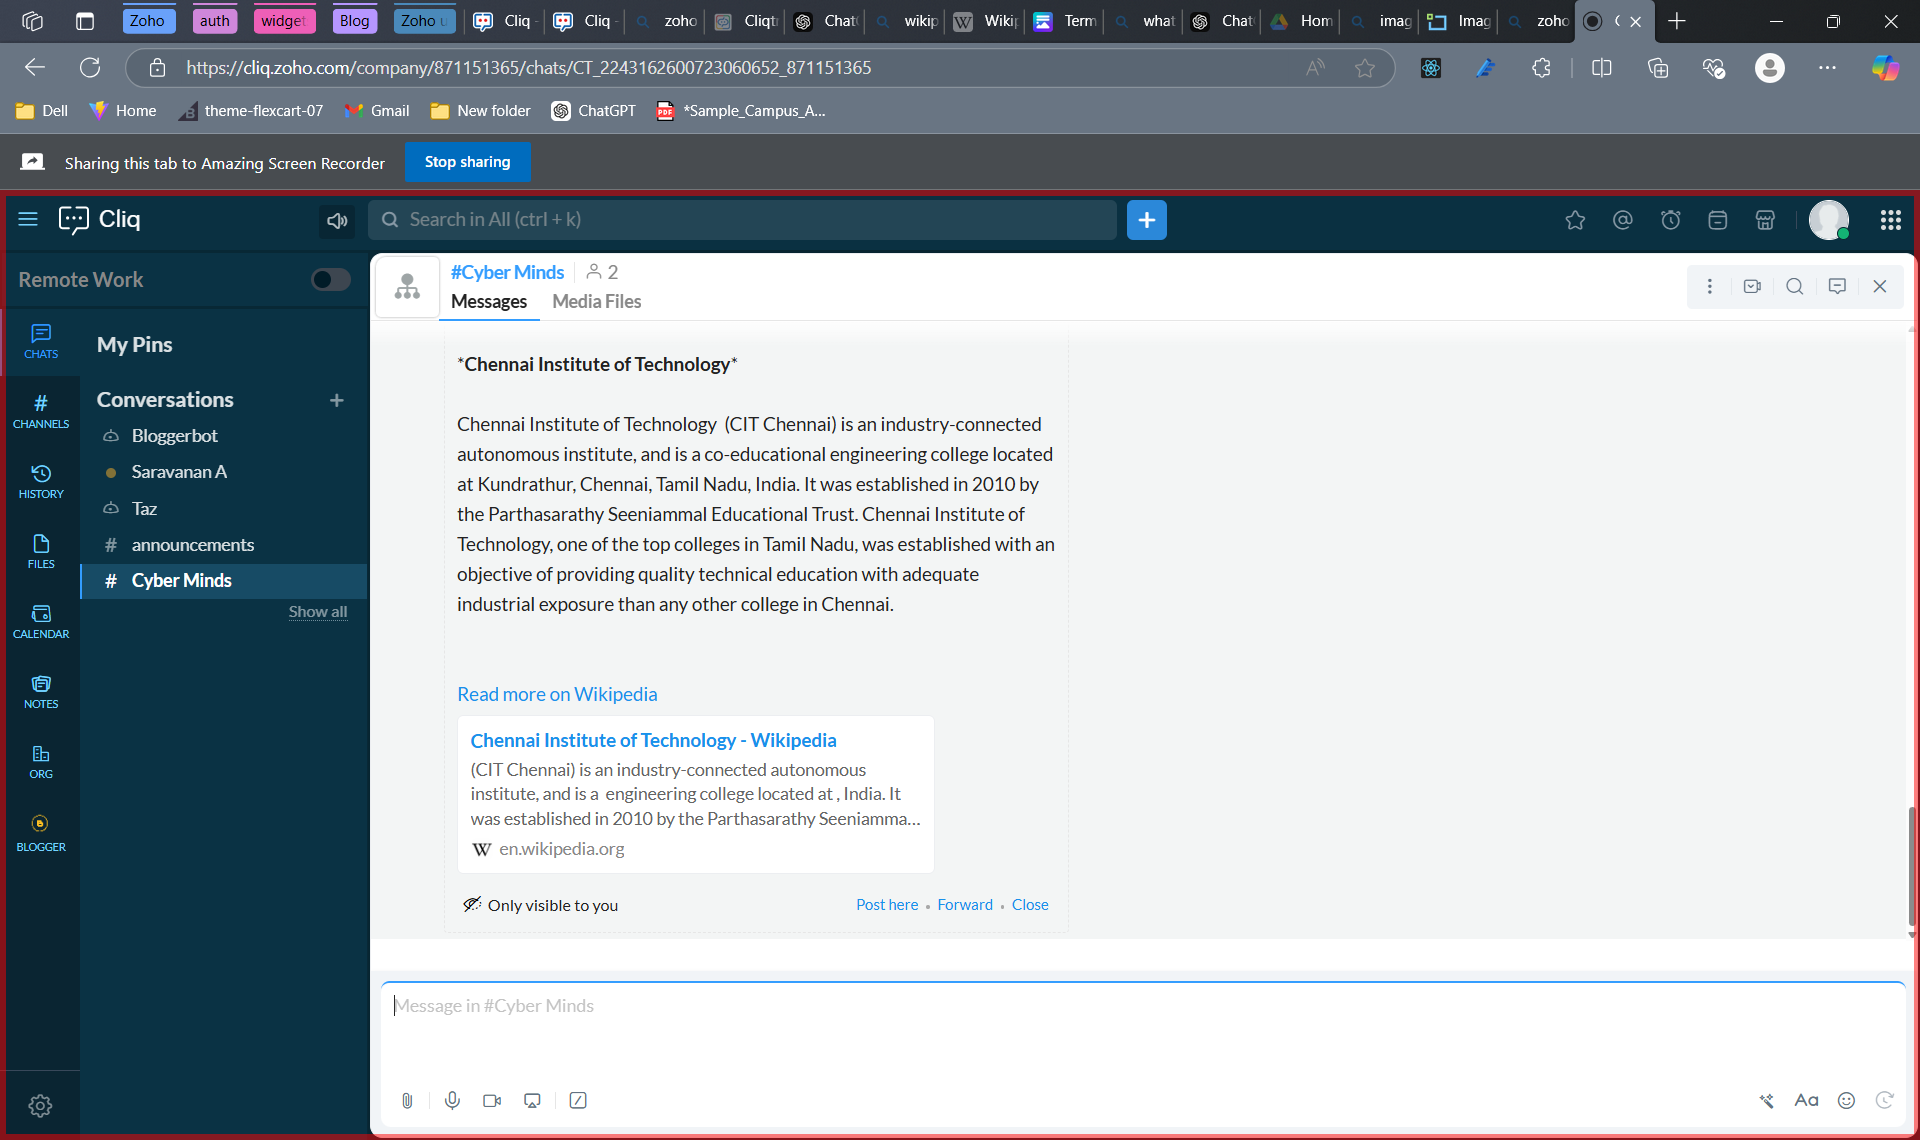 Zoho
auth
widget
Blog
Zoho u
Cliq
Cliq
zoho
Cliqtr
Chat
wikip
Wikip
Term
what
Chat
Hom
imag
Imag
zoho
https://cliq.zoho.com/company/871151365/chats/CT_2243162600723060652_871151365
Dell
Home
theme-flexcart-07
Gmail
New folder
ChatGPT
*Sample_Campus_A...
Sharing this tab to Amazing Screen Recorder
Stop sharing
Cliq
Search in All (ctrl + k)
Remote Work
#Cyber Minds
2
Messages
Media Files
CHATS
CHANNELS
HISTORY
FILES
CALENDAR
NOTES
ORG
BLOGGER
My Pins
Conversations
Bloggerbot
Saravanan A
Taz
# announcements
# Cyber Minds
Show all
*Chennai Institute of Technology*
Chennai Institute of Technology (CIT Chennai) is an industry-connected
autonomous institute, and is a co-educational engineering college located
at Kundrathur, Chennai, Tamil Nadu, India. It was established in 2010 by
the Parthasarathy Seeniammal Educational Trust. Chennai Institute of
Technology, one of the top colleges in Tamil Nadu, was established with an
objective of providing quality technical education with adequate
industrial exposure than any other college in Chennai.
Read more on Wikipedia
Chennai Institute of Technology - Wikipedia
(CIT Chennai) is an industry-connected autonomous
institute, and is a engineering college located at , India. It
was established in 2010 by the Parthasarathy Seeniamma...
W en.wikipedia.org
Only visible to you
Post here • Forward • Close
Message in #Cyber Minds
Aa